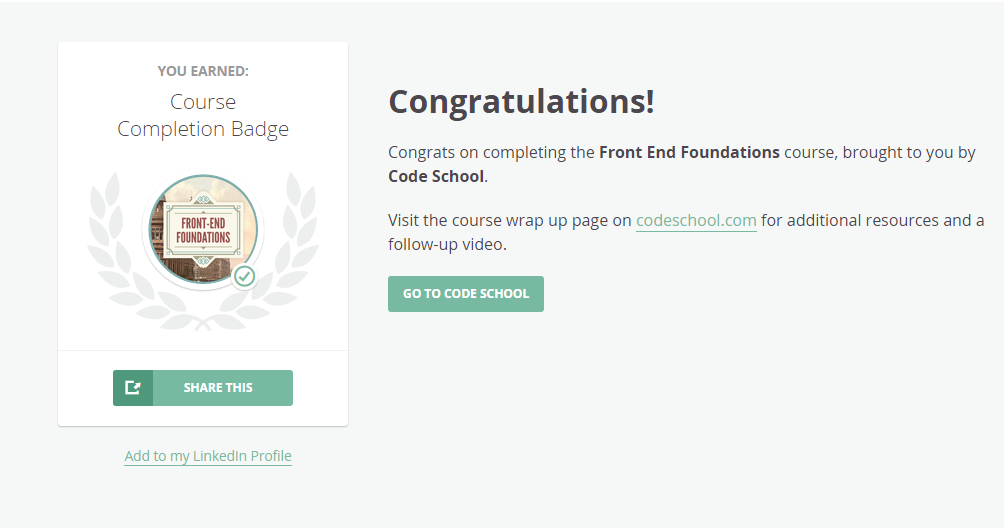 YOU EARNED:
Course
Completion Badge
FRONT-END
FOUNDATIONS
SHARE THIS
Add to my LinkedIn Profile
Congratulations!
Congrats on completing the Front End Foundations course, brought to you by
Code School.
Visit the course wrap up page on codeschool.com for additional resources and a
follow-up video.
GO TO CODE SCHOOL